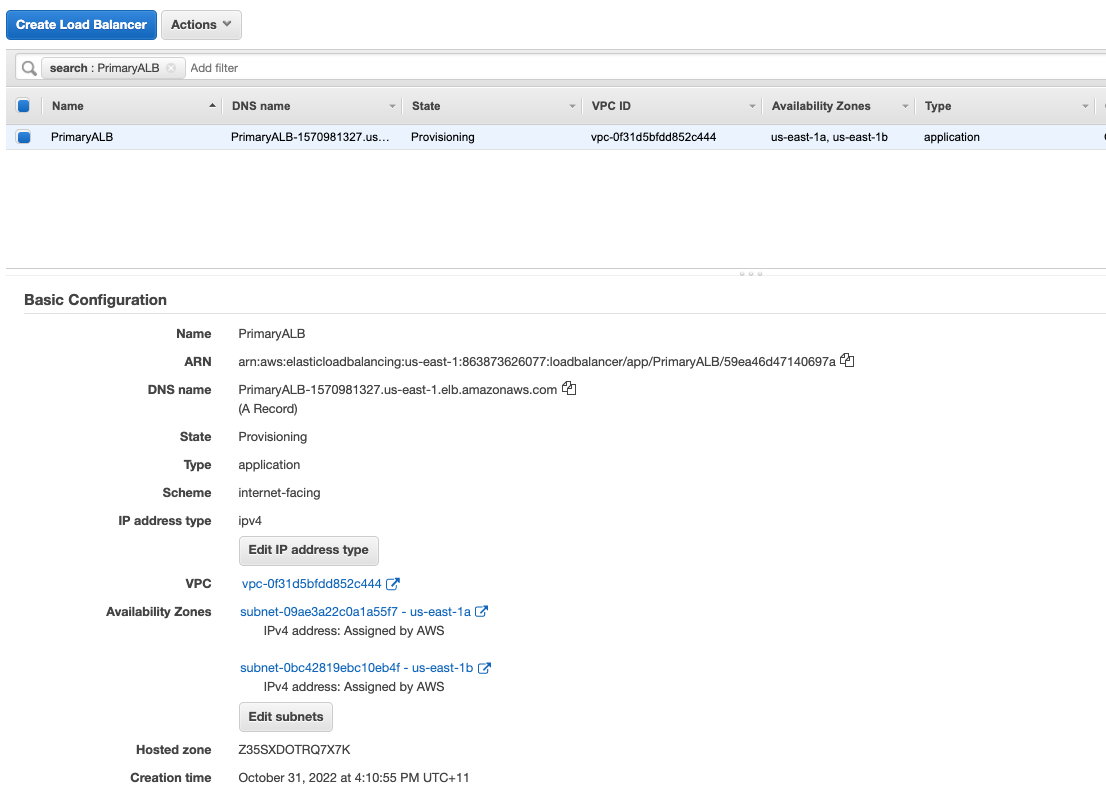 Create Load Balancer Actions
search : PrimaryALB Add filter
Name DNS name State VPC ID Availability Zones Type
PrimaryALB PrimaryALB-1570981327.us... Provisioning vpc-0f31d5bfdd852c444 us-east-1a, us-east-1b application
Basic Configuration
Name PrimaryALB
ARN arn:aws:elasticloadbalancing:us-east-1:863873626077:loadbalancer/app/PrimaryALB/59ea46d47140697a
DNS name PrimaryALB-1570981327.us-east-1.elb.amazonaws.com
(A Record)
State Provisioning
Type application
Scheme internet-facing
IP address type ipv4
Edit IP address type
VPC vpc-0f31d5bfdd852c444
Availability Zones subnet-09ae3a22c0a1a55f7 - us-east-1a
IPv4 address: Assigned by AWS
subnet-0bc42819ebc10eb4f - us-east-1b
IPv4 address: Assigned by AWS
Edit subnets
Hosted zone Z35SXDOTRQ7X7K
Creation time October 31, 2022 at 4:10:55 PM UTC+11